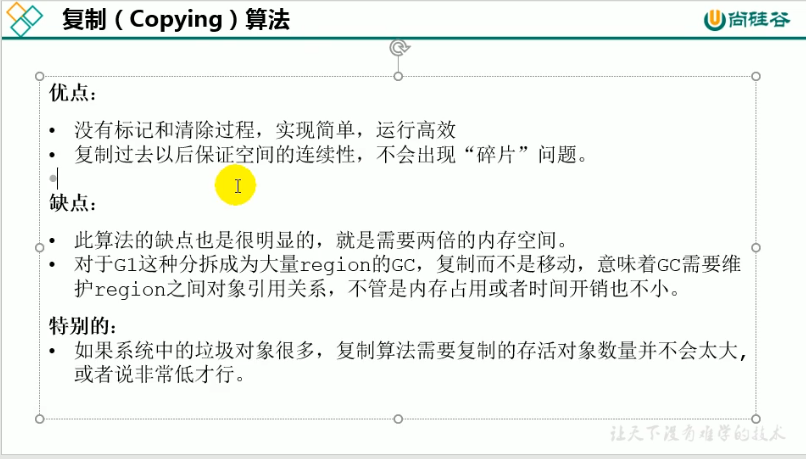 复制（Copying）算法
尚硅谷
优点：
• 没有标记和清除过程，实现简单，运行高效
• 复制过去以后保证空间的连续性，不会出现“碎片”问题。
缺点：
• 此算法的缺点也是很明显的，就是需要两倍的内存空间。
• 对于G1这种分拆成为大量region的GC，复制而不是移动，意味着GC需要维
护region之间对象引用关系，不管是内存占用或者时间开销也不小。
特别的：
• 如果系统中的垃圾对象很多，复制算法需要复制的存活对象数量并不会太大,
或者说非常低才行。
让天下没有难学的技术